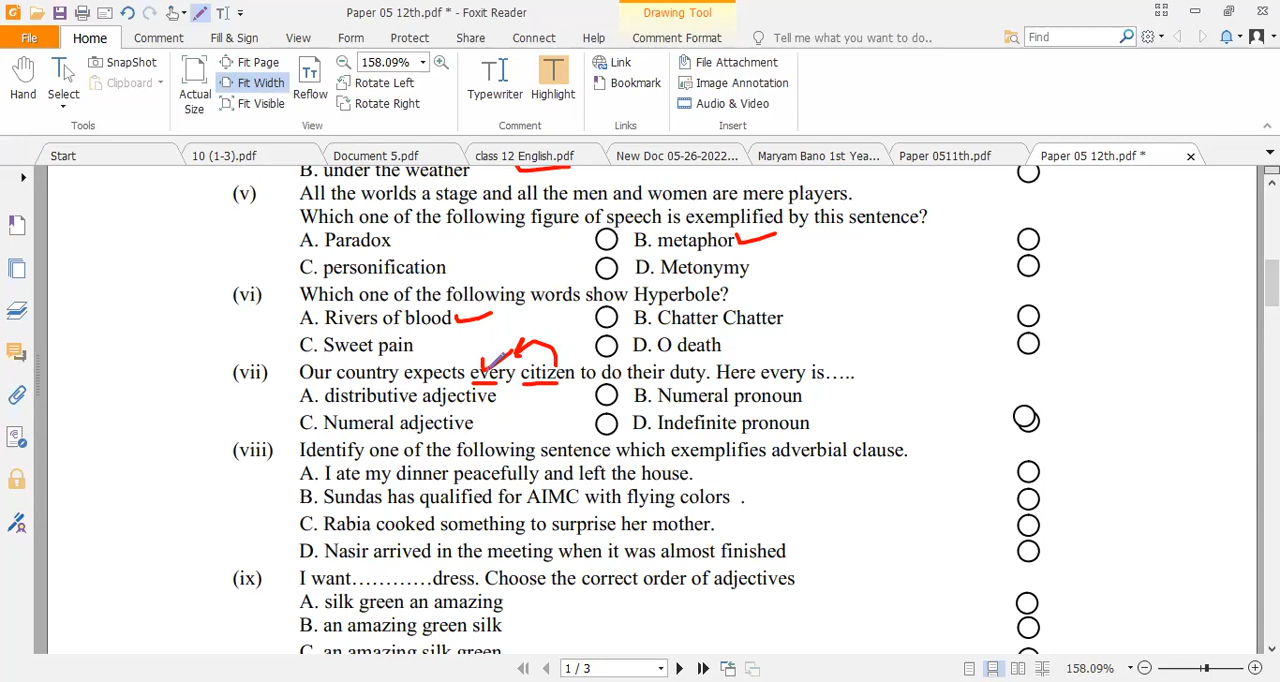 Paper 05 12th.pdf * - Foxit Reader
Drawing Tool
File Home Comment Fill & Sign View Form Protect Share Connect Help Comment Format Tell me what you want to do.. Find
Hand Select SnapShot Clipboard Actual Size Fit Page Fit Width Fit Visible Reflow 158.09% Rotate Left Rotate Right Typewriter Highlight Link Bookmark File Attachment Image Annotation Audio & Video
Tools View Comment Links Insert
Start 10 (1-3).pdf Document 5.pdf class 12 English.pdf New Doc 05-26-2022... Maryam Bano 1st Yea... Paper 0511th.pdf Paper 05 12th.pdf *
B. under the weather
(v) All the worlds a stage and all the men and women are mere players.
Which one of the following figure of speech is exemplified by this sentence?
A. Paradox B. metaphor
C. personification D. Metonymy
(vi) Which one of the following words show Hyperbole?
A. Rivers of blood B. Chatter Chatter
C. Sweet pain D. O death
(vii) Our country expects every citizen to do their duty. Here every is…..
A. distributive adjective B. Numeral pronoun
C. Numeral adjective D. Indefinite pronoun
(viii) Identify one of the following sentence which exemplifies adverbial clause.
A. I ate my dinner peacefully and left the house.
B. Sundas has qualified for AIMC with flying colors .
C. Rabia cooked something to surprise her mother.
D. Nasir arrived in the meeting when it was almost finished
(ix) I want…………dress. Choose the correct order of adjectives
A. silk green an amazing
B. an amazing green silk
C. an amazing silk green
1 / 3 158.09%